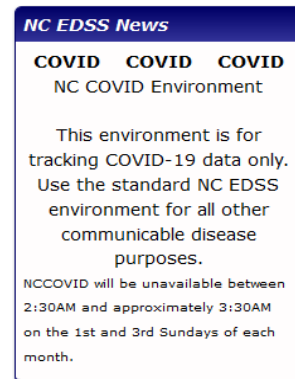 NC EDSS News
COVID COVID COVID
NC COVID Environment
This environment is for
tracking COVID-19 data only.
Use the standard NC EDSS
environment for all other
communicable disease
purposes.
NCCOVID will be unavailable between
2:30AM and approximately 3:30AM
on the 1st and 3rd Sundays of each
month.